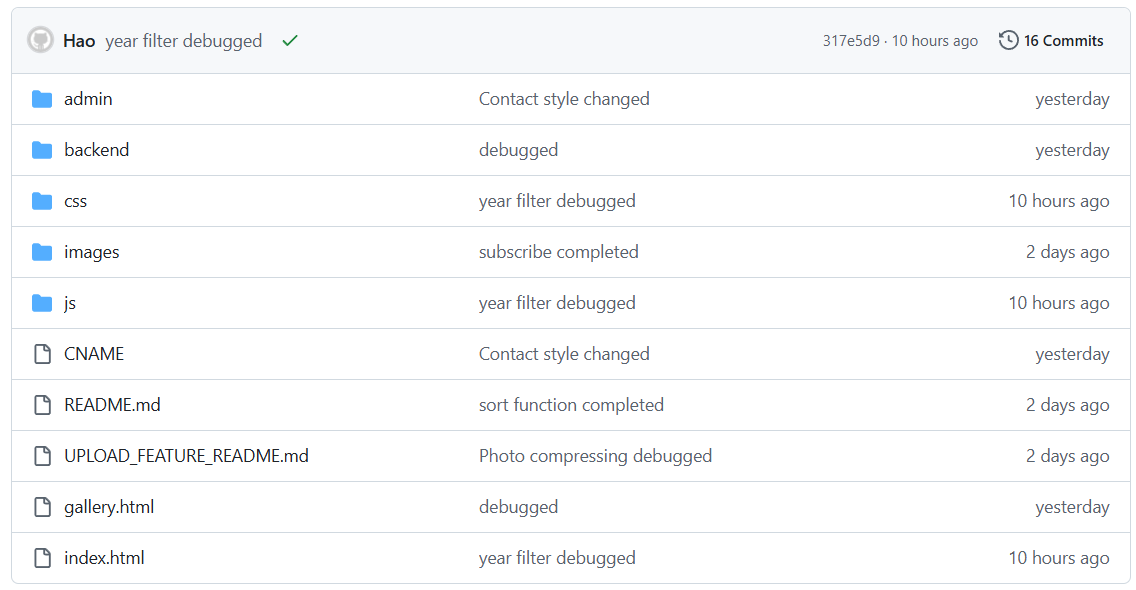 Hao year filter debugged 317e5d9 · 10 hours ago 16 Commits
admin Contact style changed yesterday
backend debugged yesterday
css year filter debugged 10 hours ago
images subscribe completed 2 days ago
js year filter debugged 10 hours ago
CNAME Contact style changed yesterday
README.md sort function completed 2 days ago
UPLOAD_FEATURE_README.md Photo compressing debugged 2 days ago
gallery.html debugged yesterday
index.html year filter debugged 10 hours ago